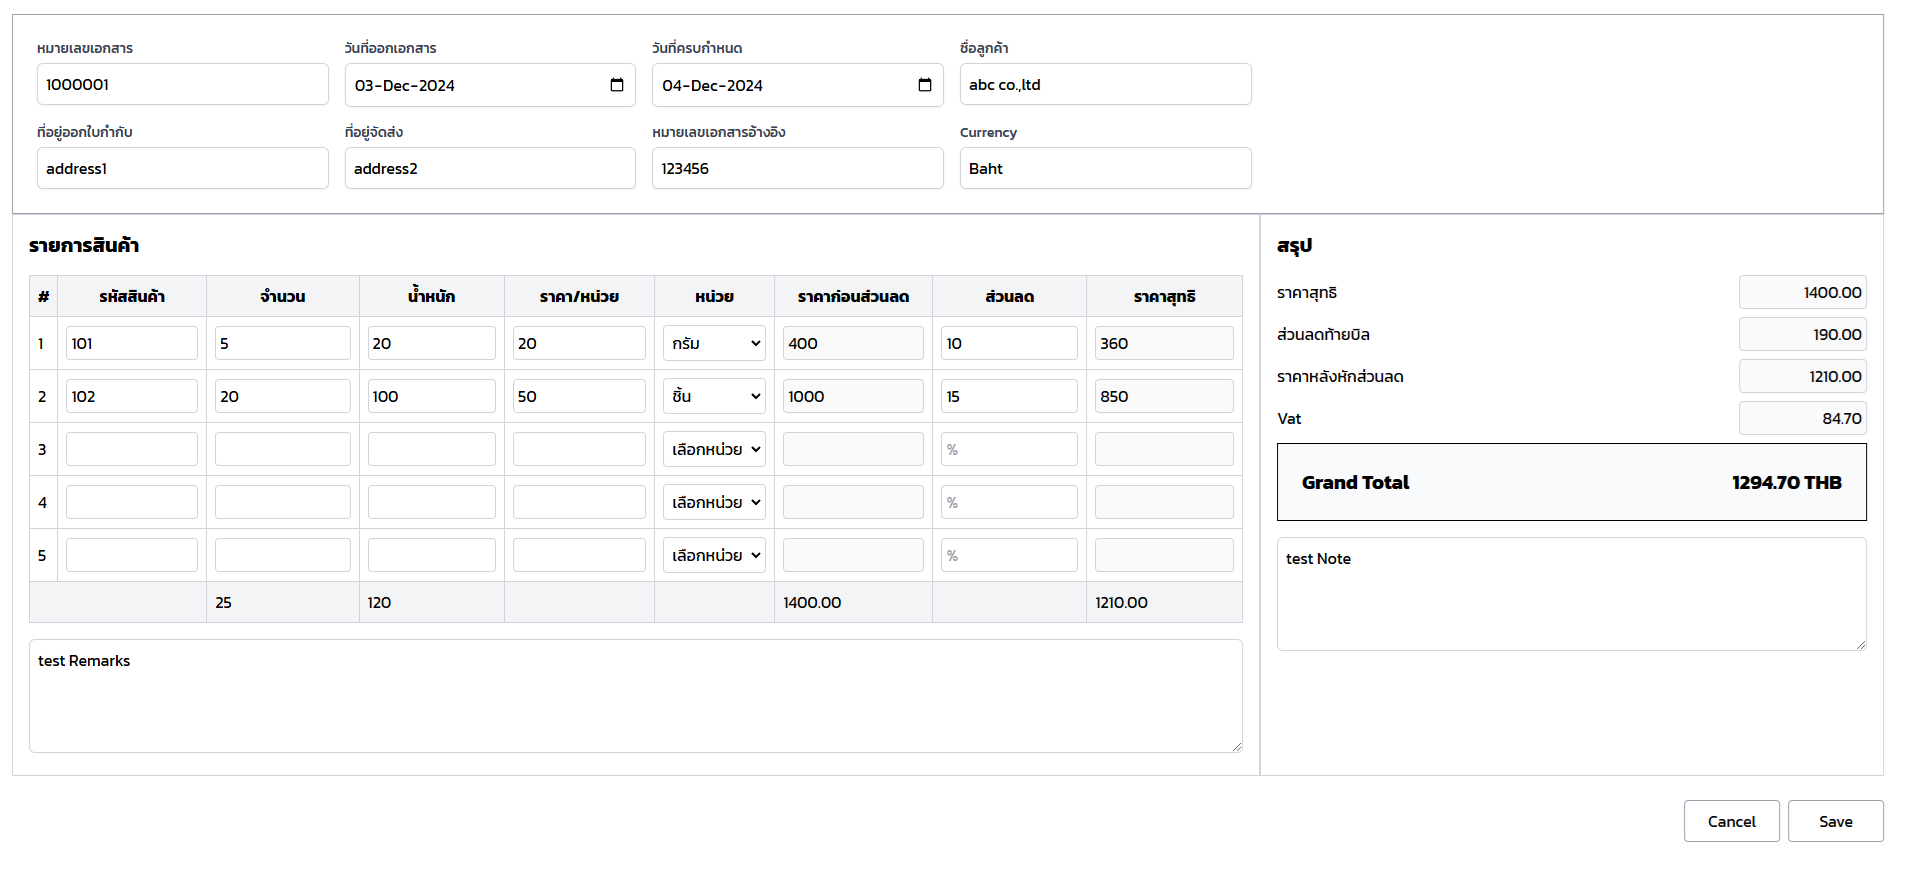 หมายเลขเอกสาร วันที่ออกเอกสาร วันที่ครบกำหนด ชื่อลูกค้า
1000001 03-Dec-2024 04-Dec-2024 abc co.,ltd
ที่อยู่ออกใบกำกับ ที่อยู่จัดส่ง หมายเลขเอกสารอ้างอิง Currency
address1 address2 123456 Baht
รายการสินค้า
# รหัสสินค้า จำนวน น้ำหนัก ราคา/หน่วย หน่วย ราคาก่อนส่วนลด ส่วนลด ราคาสุทธิ
1 101 5 20 20 กรัม 400 10 360
2 102 20 100 50 ชิ้น 1000 15 850
3 เลือกหน่วย %
4 เลือกหน่วย %
5 เลือกหน่วย %
25 120 1400.00 1210.00
test Remarks
สรุป
ราคาสุทธิ 1400.00
ส่วนลดท้ายบิล 190.00
ราคาหลังหักส่วนลด 1210.00
Vat 84.70
Grand Total 1294.70 THB
test Note
Cancel Save